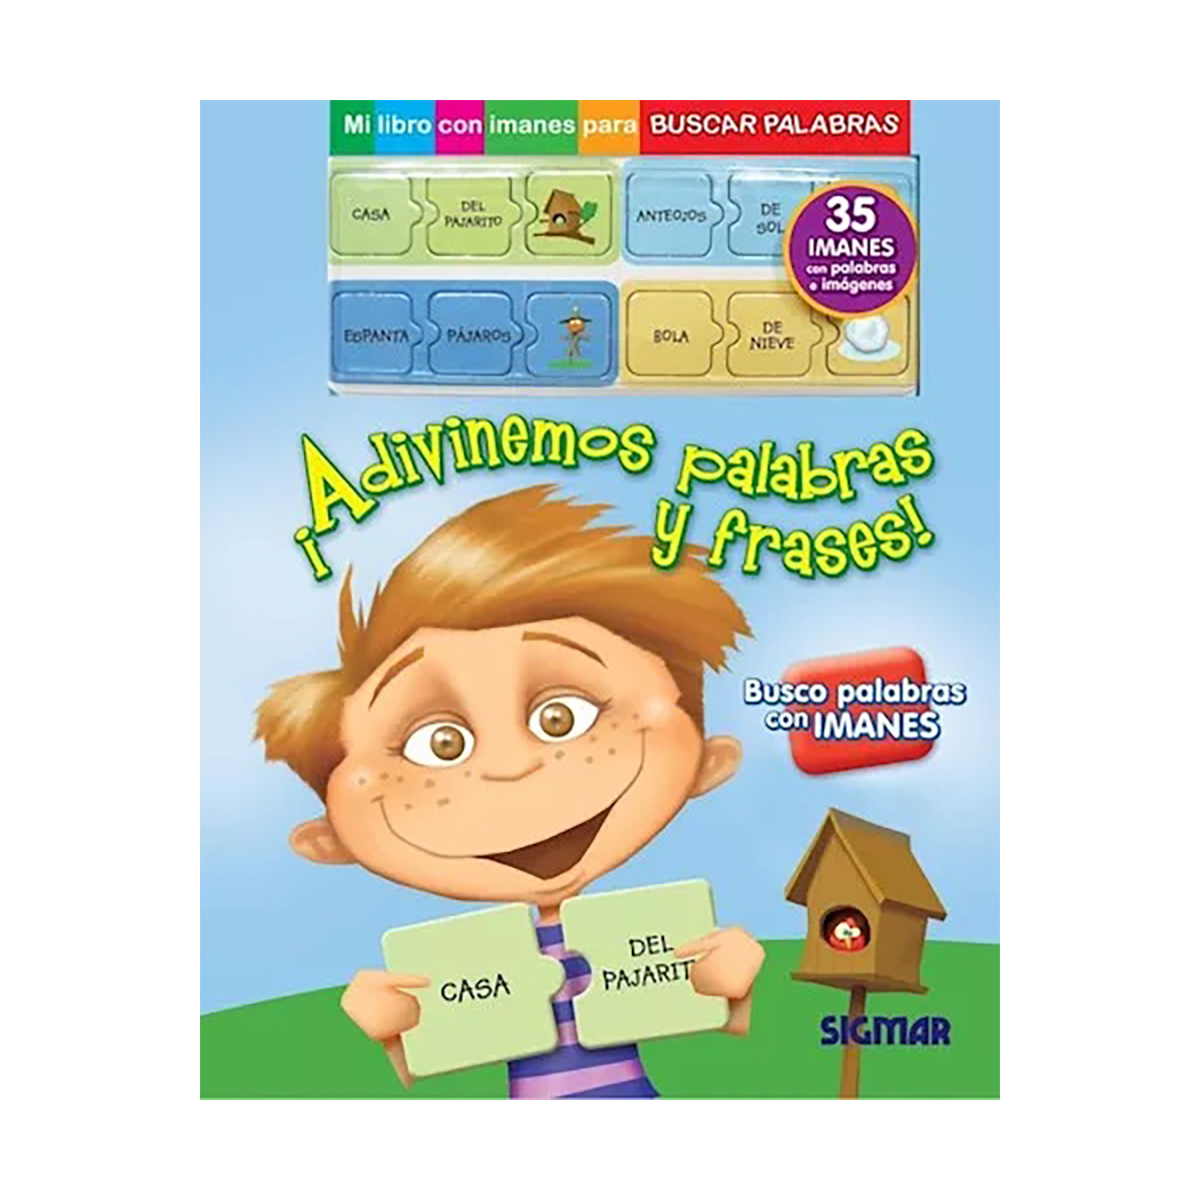 Mi libro con imanes para BUSCAR PALABRAS
CASA
DEL
PAJARITO
ANTEOJOS
DE
SOL
35
IMANES
con palabras
e imágenes
ESPANTA
PÁJAROS
BOLA
DE
NIEVE
¡Adivinemos palabras
y frases!
Busco palabras
con IMANES
CASA
DEL
PAJARIT
SIGMAR